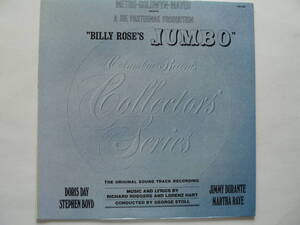 METRO-GOLDWYN-MAYER
A JOE PASTERNAK PRODUCTION
"BILLY ROSE'S JUMBO"
Columbia Special
Collectors'
Series
THE ORIGINAL SOUND TRACK RECORDING
DORIS DAY
STEPHEN BOYD
MUSIC AND LYRICS BY
RICHARD RODGERS AND LORENZ HART
CONDUCTED BY GEORGE STOLL
JIMMY DURANTE
MARTHA RAYE